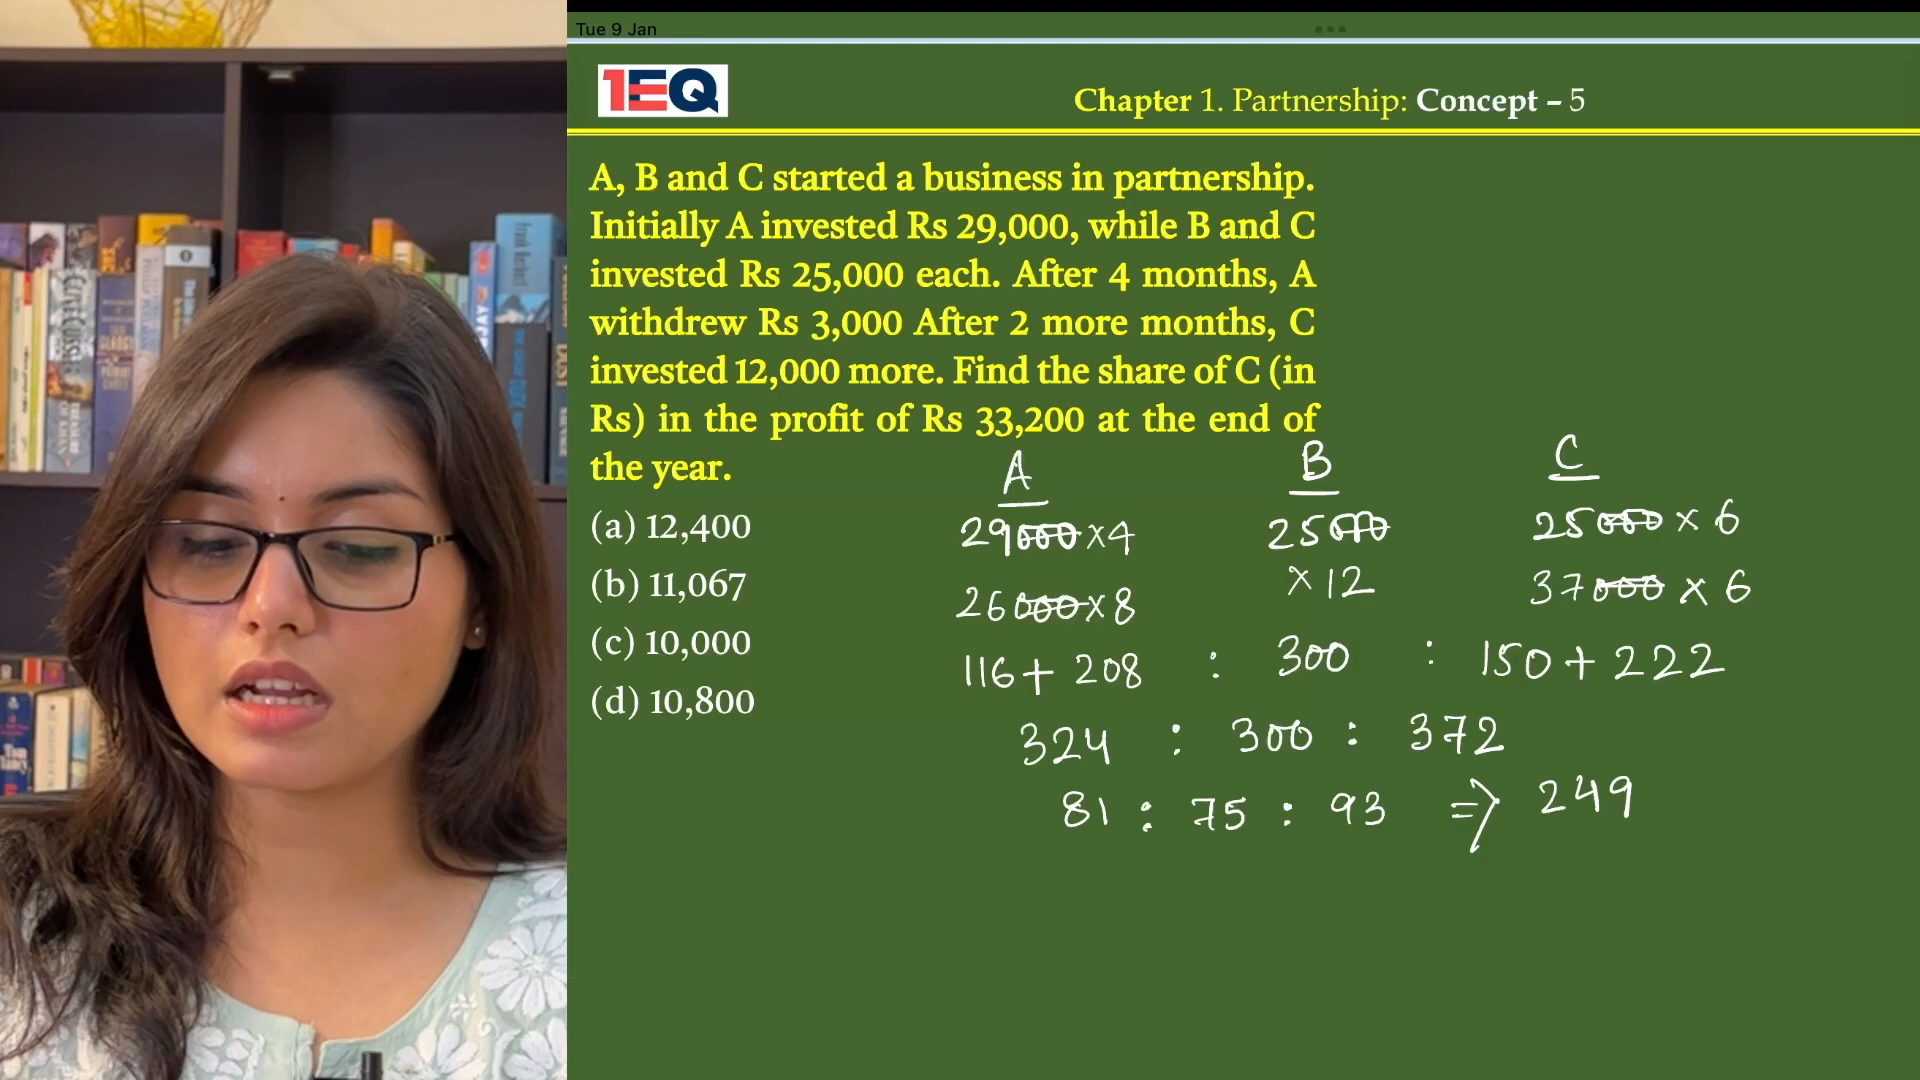 Tue 9 Jan
1EQ
Chapter 1. Partnership: Concept – 5
A, B and C started a business in partnership.
Initially A invested Rs 29,000, while B and C
invested Rs 25,000 each. After 4 months, A
withdrew Rs 3,000 After 2 more months, C
invested 12,000 more. Find the share of C (in
Rs) in the profit of Rs 33,200 at the end of
the year.
(a) 12,400
(b) 11,067
(c) 10,000
(d) 10,800
A B C
29000 ×4 25000 25000 × 6
26000 ×8 ×12 37000 × 6
116 + 208 : 300 : 150 + 222
324 : 300 : 372
81 : 75 : 93 => 249